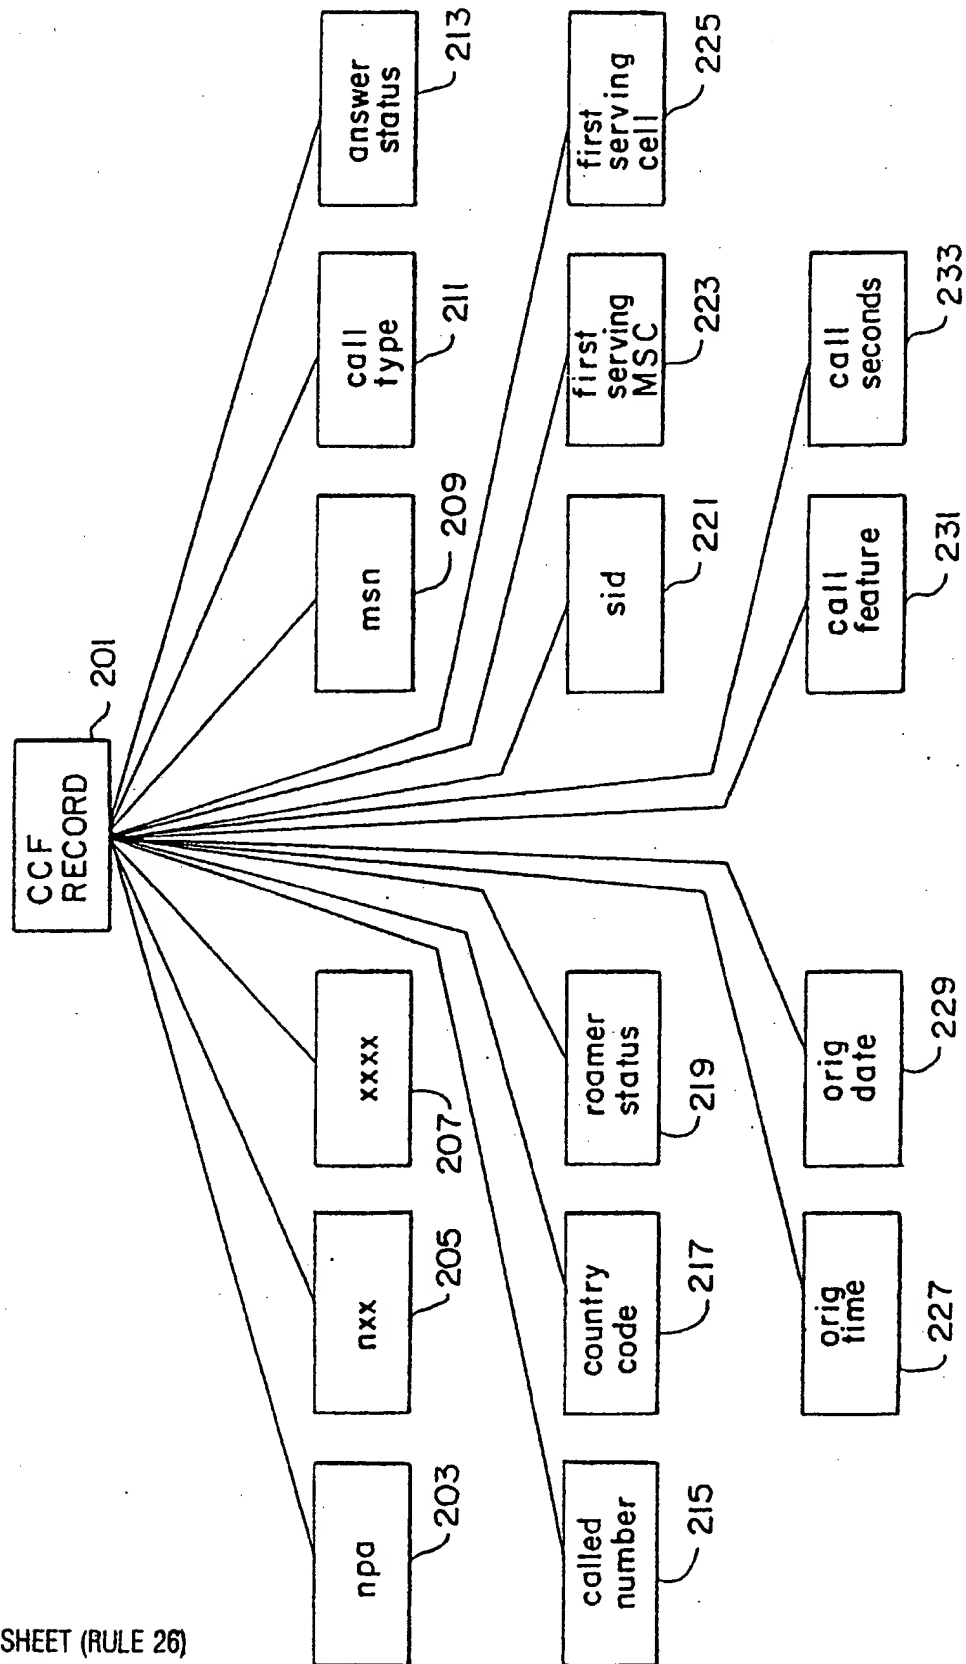 CCF
RECORD
201
npa
203
nxx
205
xxxx
207
msn
209
call
type
211
answer
status
213
called
number
215
country
code
217
roamer
status
219
sid
221
first
serving
MSC
223
first
serving
cell
225
orig
time
227
orig
date
229
call
feature
231
call
seconds
233
SHEET (RULE 26)